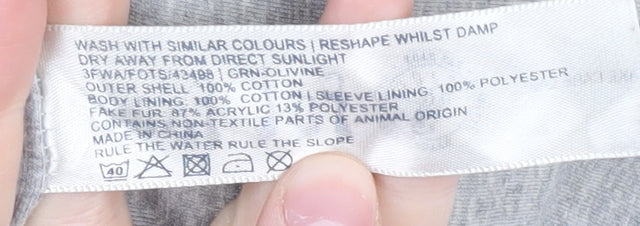 WASH WITH SIMILAR COLOURS | RESHAPE WHILST DAMP
DRY AWAY FROM DIRECT SUNLIGHT
3FWA/FOTS/434B8 | GRN-OLIVINE
OUTER SHELL 100% COTTON
BODY LINING: 100% COTTON | SLEEVE LINING: 100% POLYESTER
FAKE FUR: 87% ACRYLIC 13% POLYESTER
CONTAINS NON-TEXTILE PARTS OF ANIMAL ORIGIN
MADE IN CHINA
RULE THE WATER RULE THE SLOPE
40